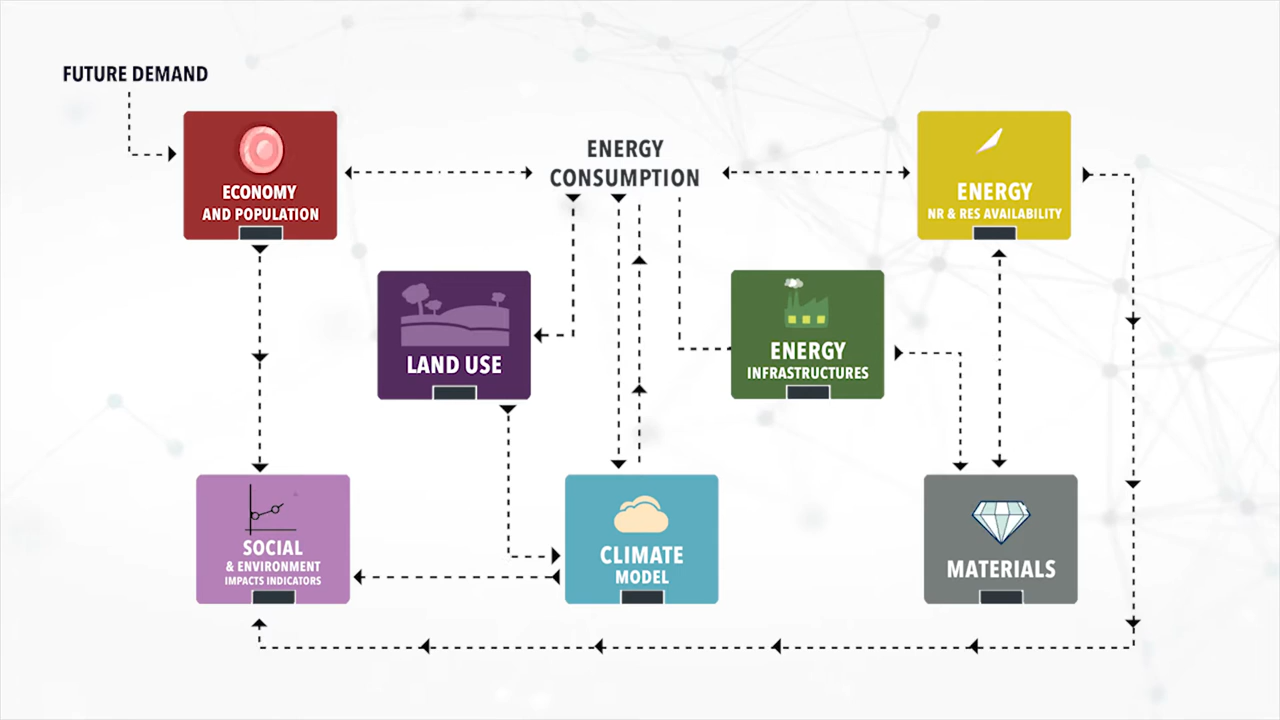 FUTURE DEMAND
ECONOMY
AND POPULATION
ENERGY
CONSUMPTION
ENERGY
NR & RES AVAILABILITY
LAND USE
ENERGY
INFRASTRUCTURES
SOCIAL
& ENVIRONMENT
IMPACTS INDICATORS
CLIMATE
MODEL
MATERIALS